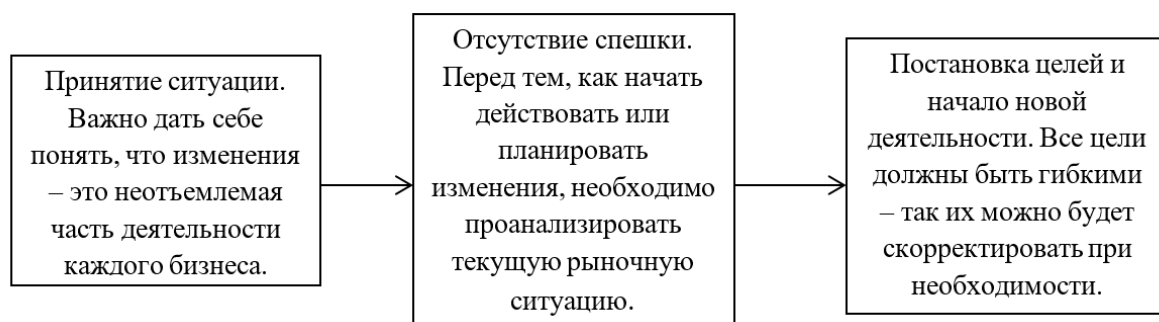 Принятие ситуации.
Важно дать себе
понять, что изменения
– это неотъемлемая
часть деятельности
каждого бизнеса.
Отсутствие спешки.
Перед тем, как начать
действовать или
планировать
изменения, необходимо
проанализировать
текущую рыночную
ситуацию.
Постановка целей и
начало новой
деятельности. Все цели
должны быть гибкими
– так их можно будет
скорректировать при
необходимости.